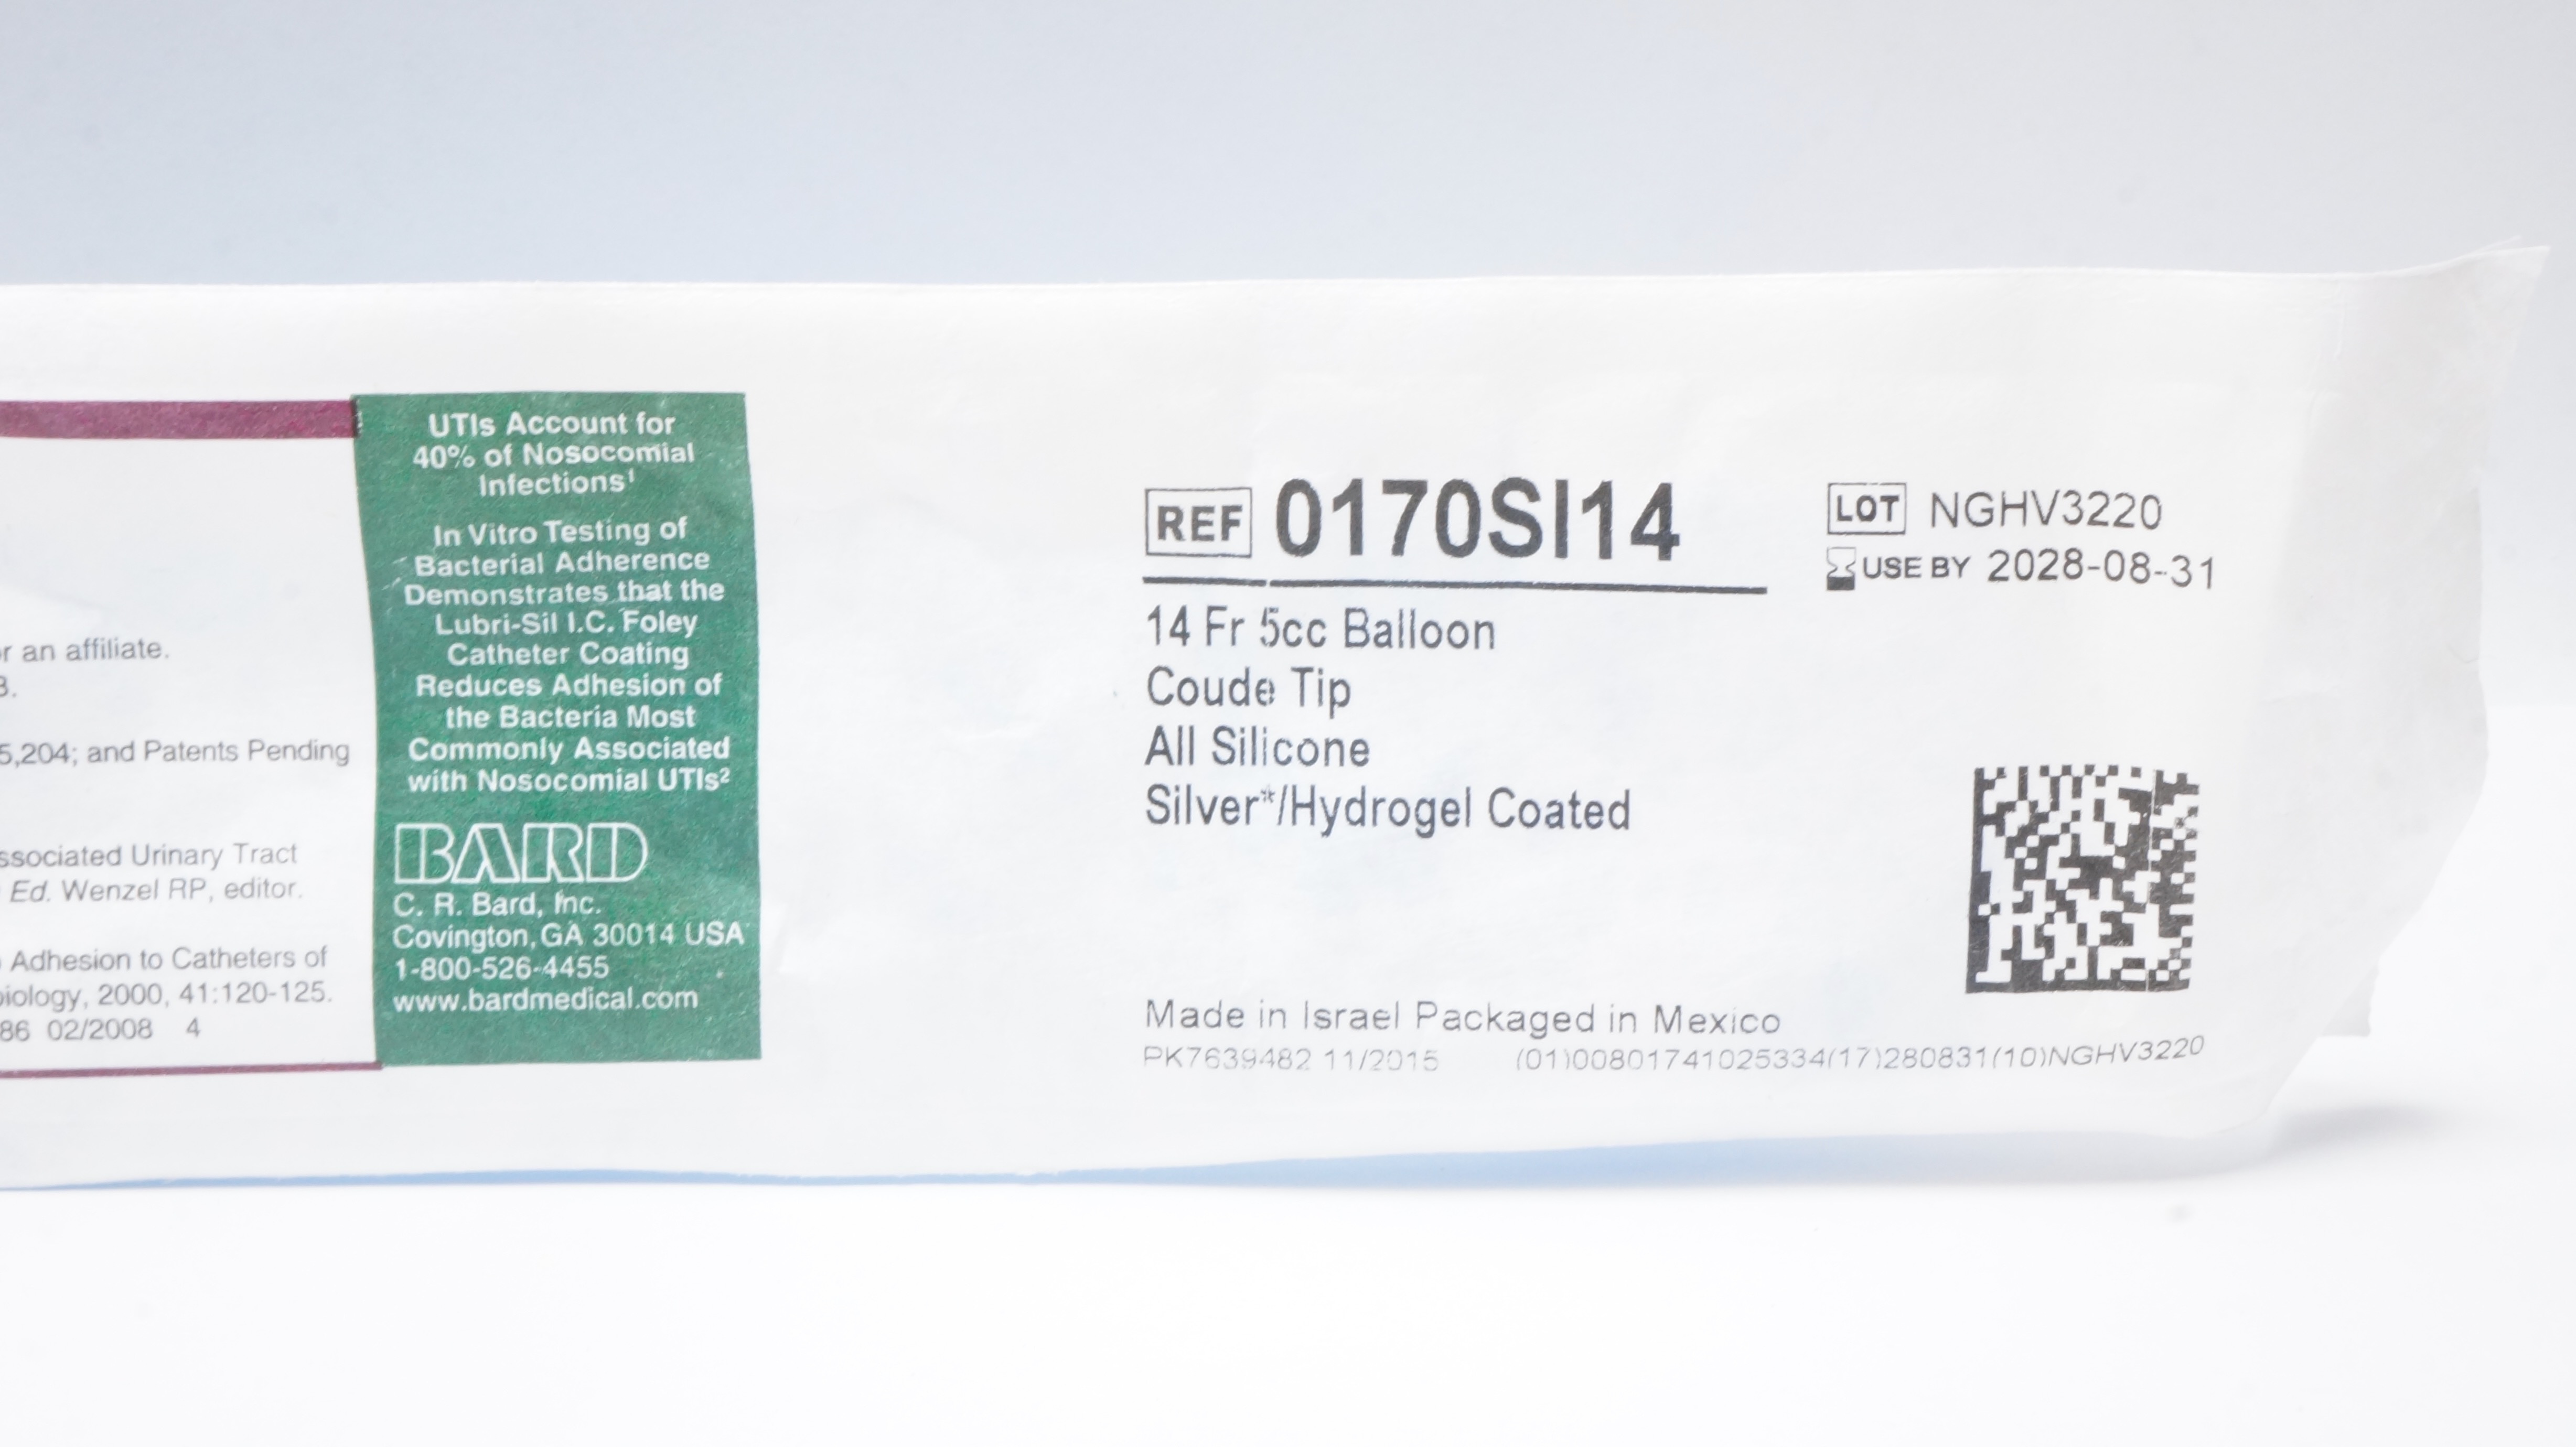 r an affiliate.
5,204; and Patents Pending
ssociated Urinary Tract
Ed. Wenzel RP, editor.
Adhesion to Catheters of
biology, 2000, 41:120-125.
86 02/2008 4
UTIs Account for
40% of Nosocomial
Infections¹
In Vitro Testing of
Bacterial Adherence
Demonstrates that the
Lubri-Sil I.C. Foley
Catheter Coating
Reduces Adhesion of
the Bacteria Most
Commonly Associated
with Nosocomial UTIs²
BARD
C. R. Bard, Inc.
Covington, GA 30014 USA
1-800-526-4455
www.bardmedical.com
REF 0170SI14
14 Fr 5cc Balloon
Coude Tip
All Silicone
Silver*/Hydrogel Coated
LOT NGHV3220
USE BY 2028-08-31
Made in Israel Packaged in Mexico
PK7639482 11/2015 (01)00801741025334(17)280831(10)NGHV3220